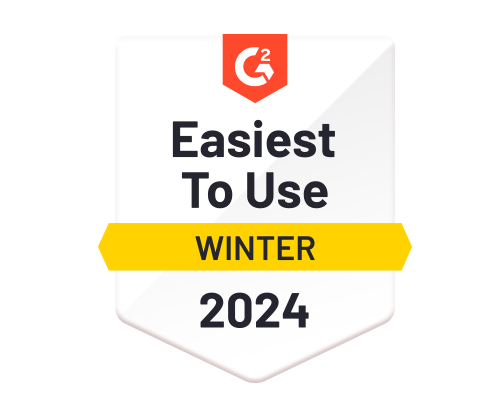 G2
Easiest
To Use
WINTER
2024